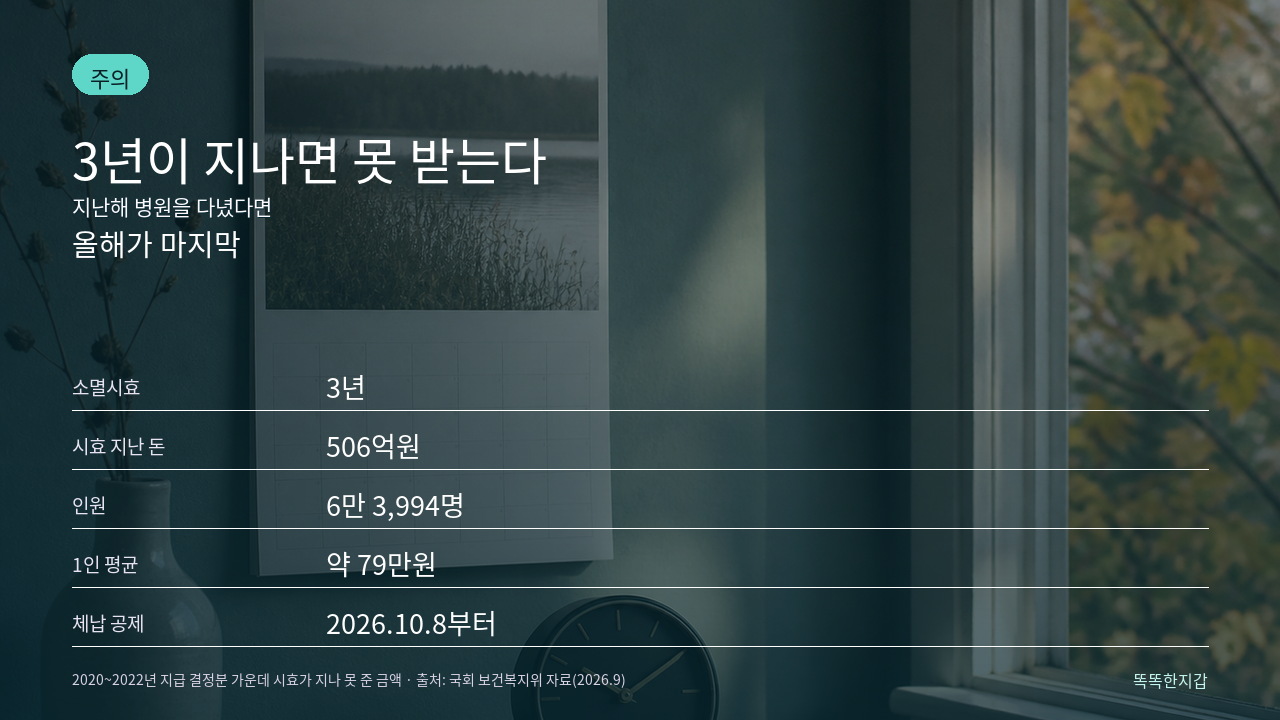 주의
3년이 지나면 못 받는다
지난해 병원을 다녔다면
올해가 마지막
소멸시효 3년
시효 지난 돈 506억원
인원 6만 3,994명
1인 평균 약 79만원
체납 공제 2026.10.8부터
2020~2022년 지급 결정분 가운데 시효가 지나 못 준 금액 · 출처: 국회 보건복지위 자료(2026.9) 똑똑한지갑